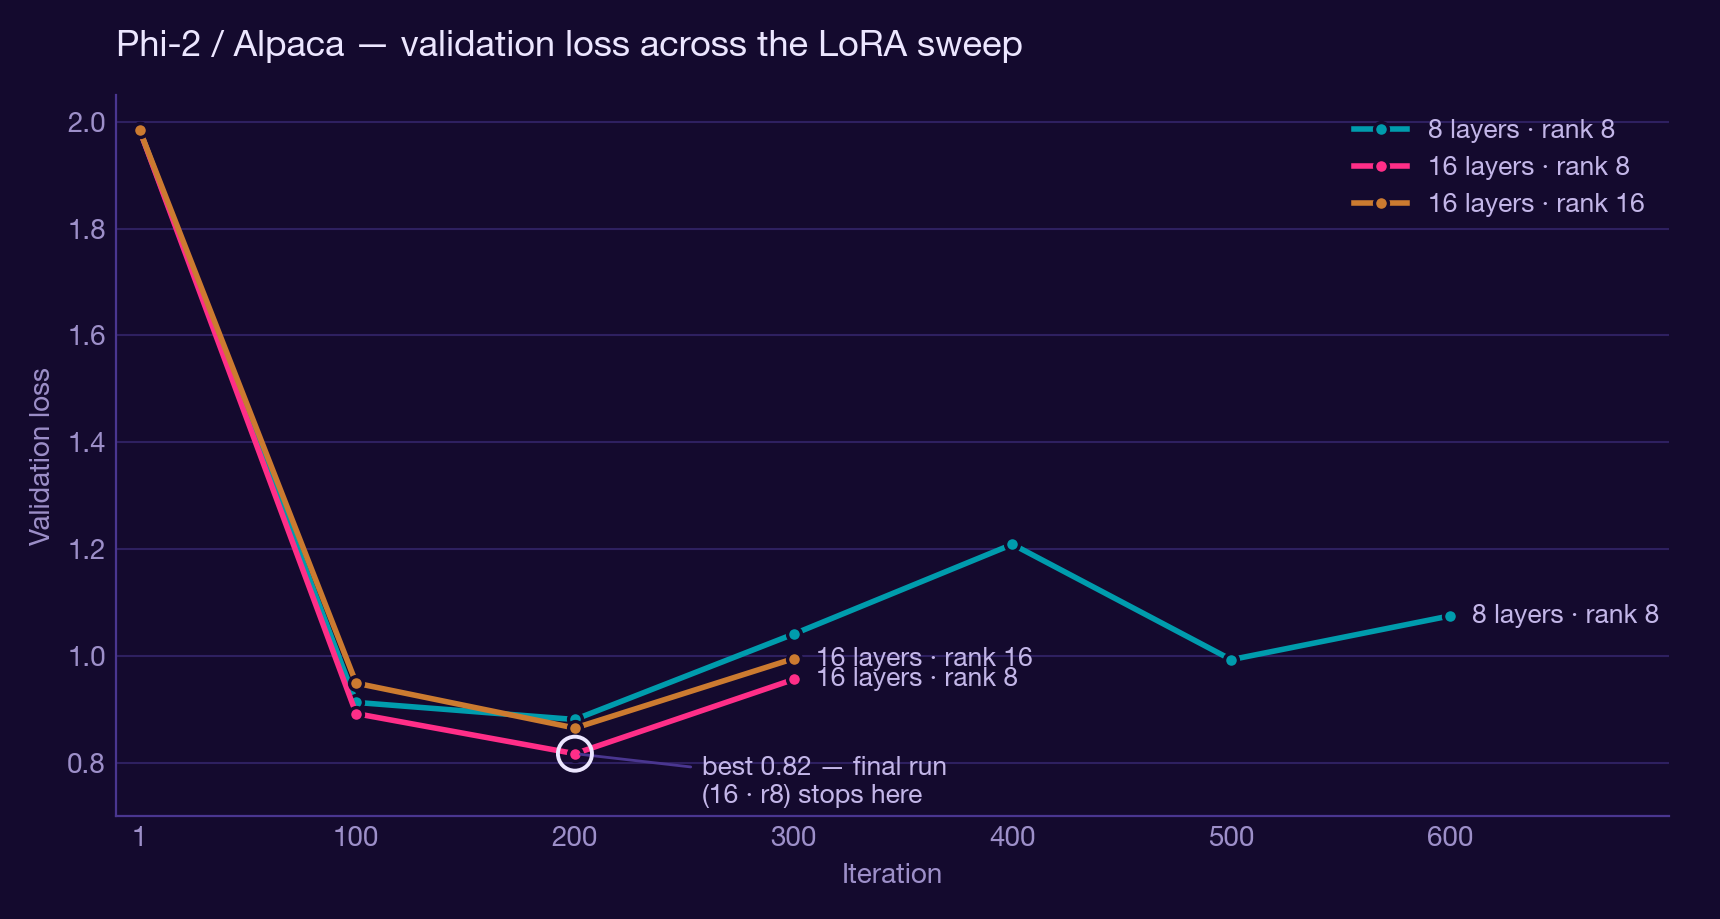 Phi-2 / Alpaca — validation loss across the LoRA sweep
2.0
1.8
1.6
1.4
1.2
1.0
0.8
Validation loss
8 layers · rank 8
16 layers · rank 8
16 layers · rank 16
8 layers · rank 8
16 layers · rank 16
16 layers · rank 8
best 0.82 — final run
(16 · r8) stops here
1 100 200 300 400 500 600
Iteration